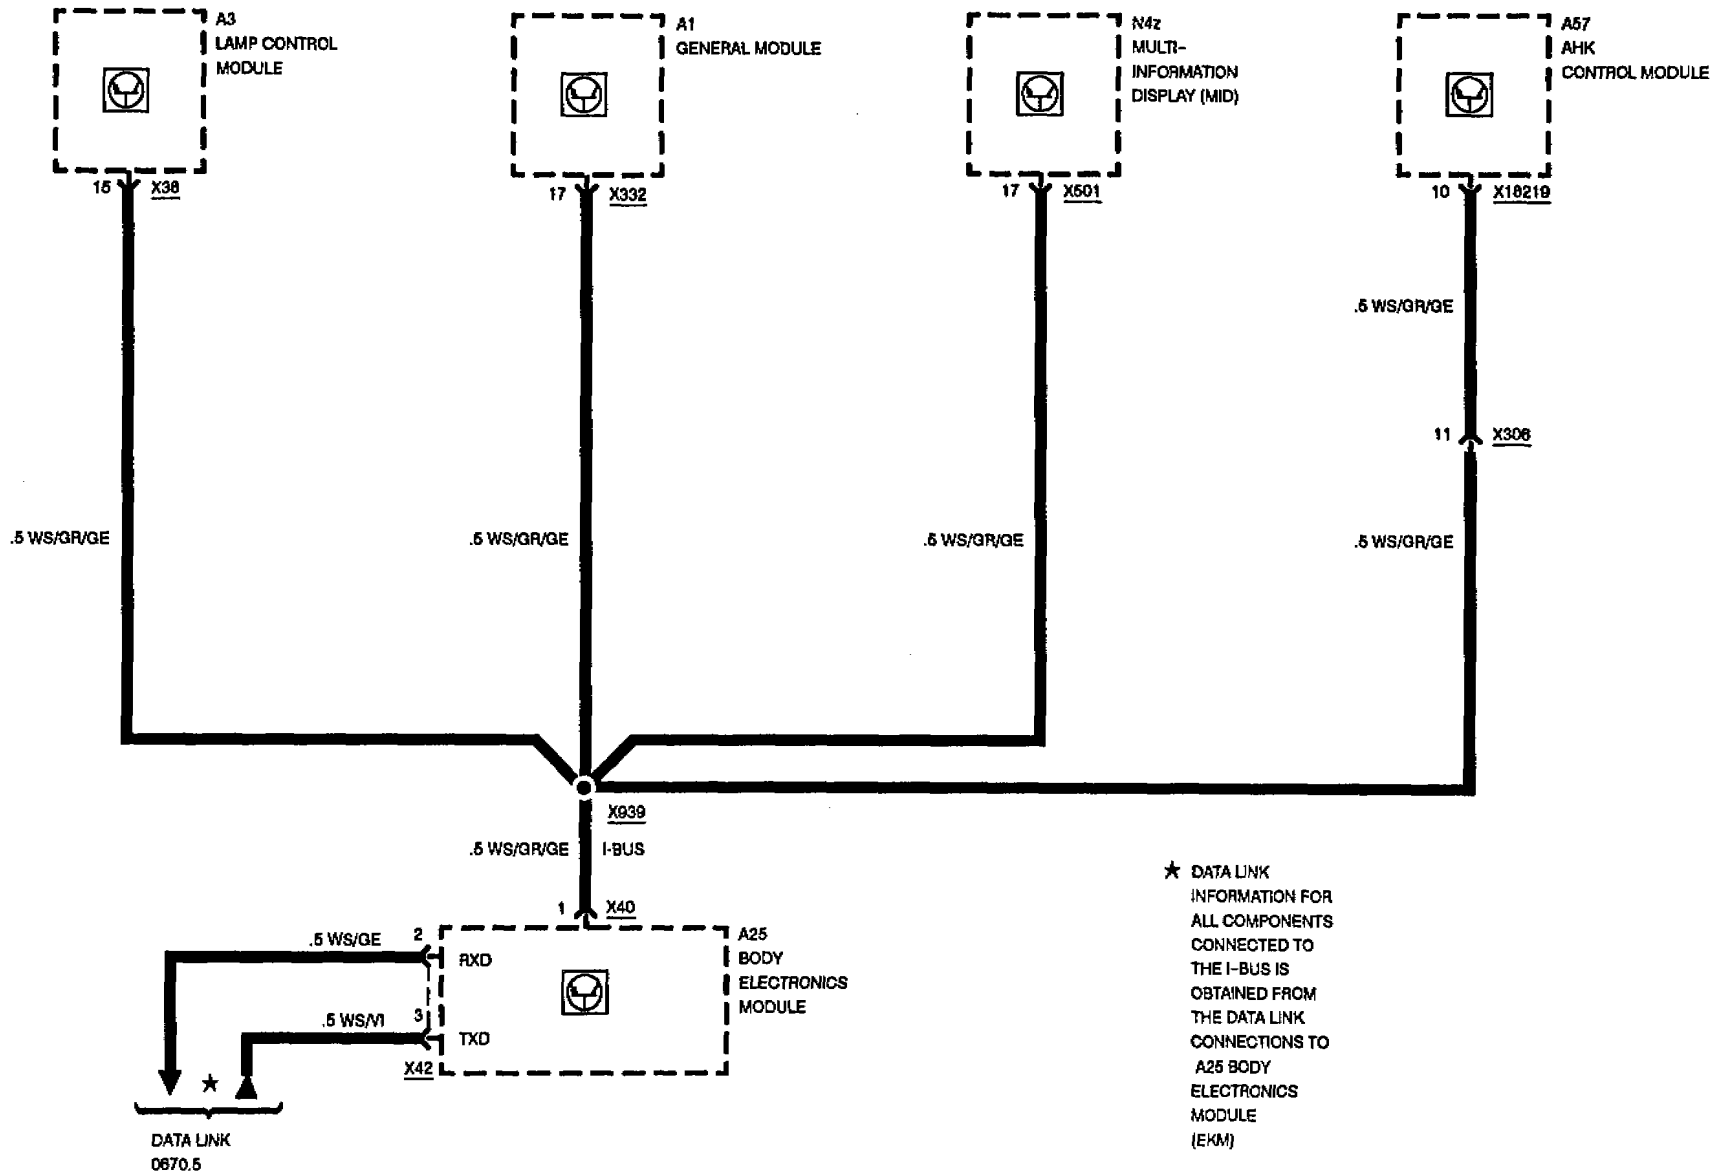 A3
LAMP CONTROL
MODULE
A1
GENERAL MODULE
N4z
MULTI-
INFORMATION
DISPLAY (MID)
A57
AHK
CONTROL MODULE
15 X38
17 X332
17 X501
10 X18219
.5 WS/GR/GE
11 X306
.5 WS/GR/GE
.5 WS/GR/GE
.5 WS/GR/GE
.5 WS/GR/GE
X939
.5 WS/GR/GE I-BUS
1 X40
A25
BODY
ELECTRONICS
MODULE
.5 WS/GE 2
RXD
.5 WS/VI 3
TXD
X42
★
DATA LINK
0670.5
★ DATA LINK
INFORMATION FOR
ALL COMPONENTS
CONNECTED TO
THE I-BUS IS
OBTAINED FROM
THE DATA LINK
CONNECTIONS TO
A25 BODY
ELECTRONICS
MODULE
(EKM)